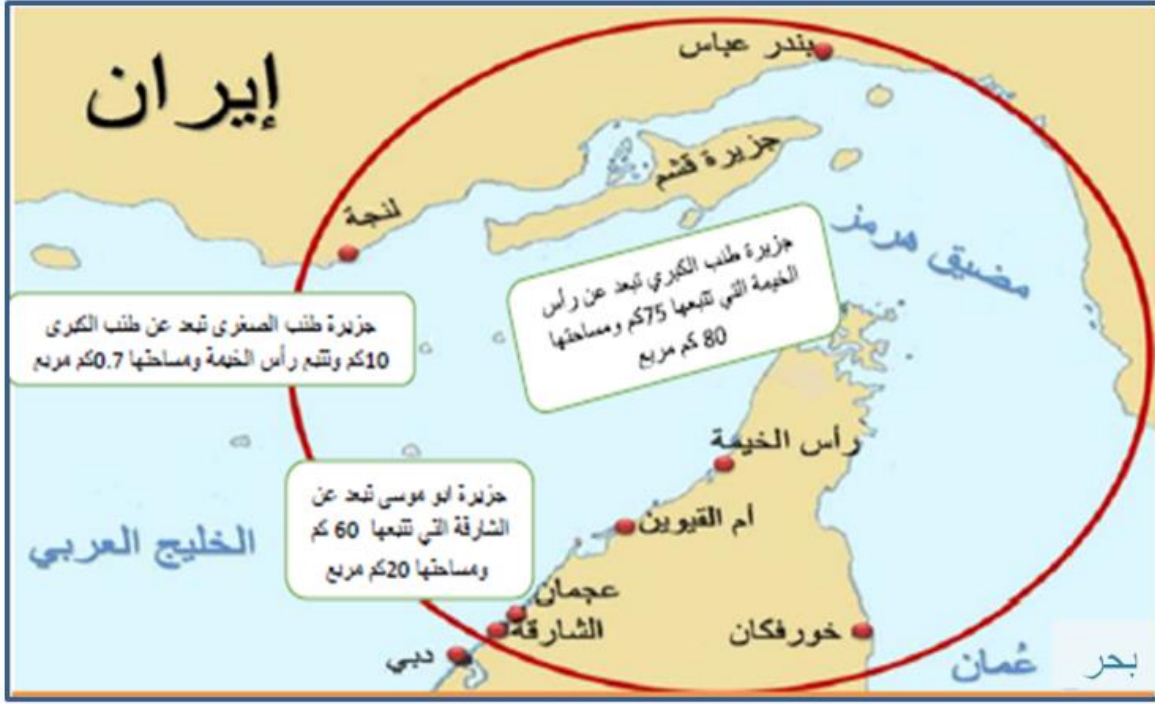 بندر عباس
إيران
جزيرة قشم
لنجة
مضيق هرمز
جزيرة طنب الكبري تبعد عن رأس
الخيمة التي تتبعها 75كم ومساحتها
80 كم مربع
جزيرة طنب الصغرى تبعد عن طنب الكبرى
10كم وتتبع رأس الخيمة ومساحتها 0.7كم مربع
رأس الخيمة
جزيرة ابو موسى تبعد عن
الشارقة التي تتبعها 60 كم
ومساحتها 20كم مربع
أم القيوين
الخليج العربي
عجمان
الشارقة
خورفكان
دبي
بحر عُمان